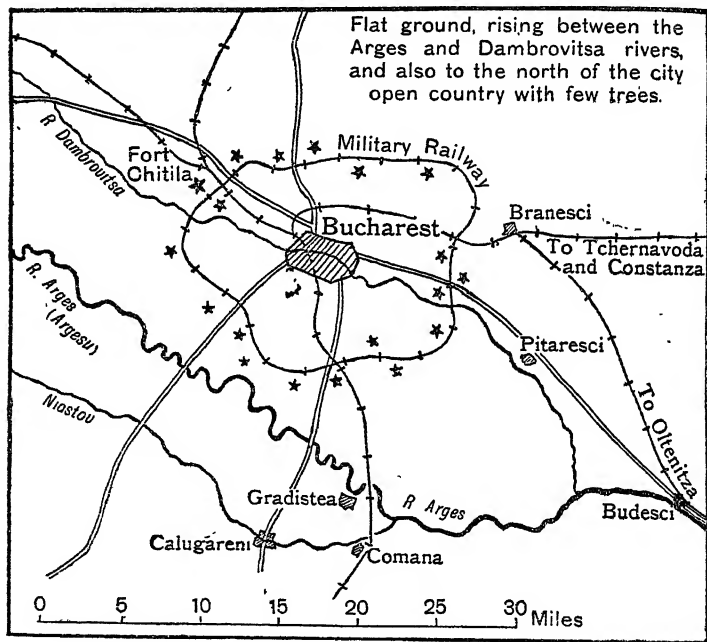 Flat ground, rising between the
Arges and Dambrovitsa rivers,
and also to the north of the city
open country with few trees.
R Dambrovitsa
Fort
Chitila
Military Railway
Bucharest
Branesci
To Tchernavoda
and Constanza
R. Arges
(Argesu)
Pitaresci
Niastov
To Oltenitza
Gradistea
R Arges
Budesci
Calugareni
Comana
0 5 10 15 20 25 30 Miles